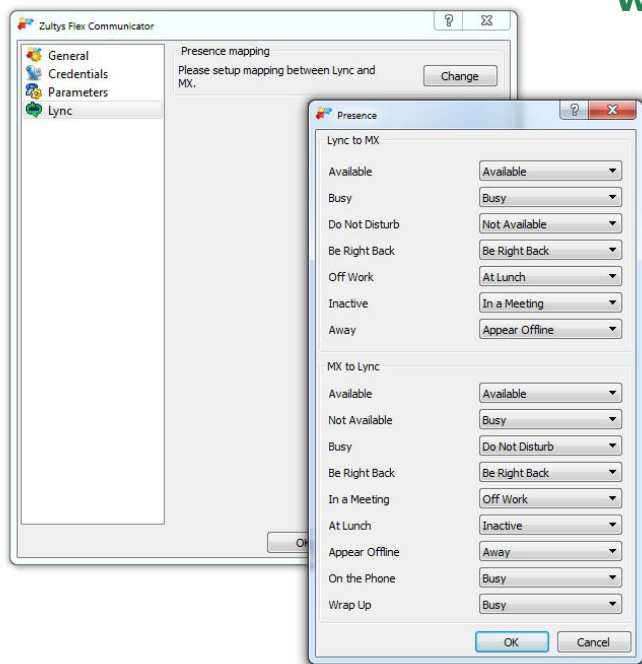 W
Zultys Flex Communicator
General
Credentials
Parameters
Lync
Presence mapping
Please setup mapping between Lync and
MX.
Change
Presence
Lync to MX
Available Available
Busy Busy
Do Not Disturb Not Available
Be Right Back Be Right Back
Off Work At Lunch
Inactive In a Meeting
Away Appear Offline
MX to Lync
Available Available
Not Available Busy
Busy Do Not Disturb
Be Right Back Be Right Back
In a Meeting Off Work
At Lunch Inactive
Appear Offline Away
On the Phone Busy
Wrap Up Busy
OK Cancel